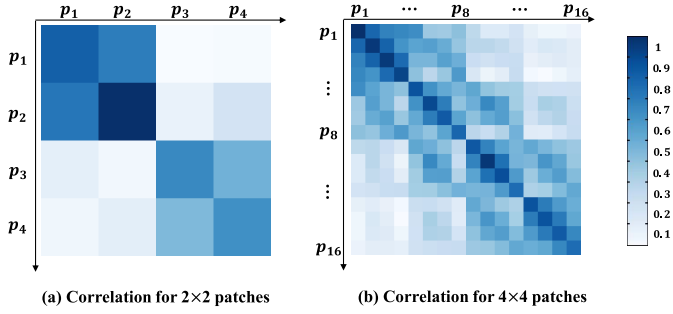 p1 p2 p3 p4
p1
p2
p3
p4
(a) Correlation for 2×2 patches
p1 ... p8 ... p16
p1
⋮
p8
⋮
p16
(b) Correlation for 4×4 patches
1
0.9
0.8
0.7
0.6
0.5
0.4
0.3
0.2
0.1